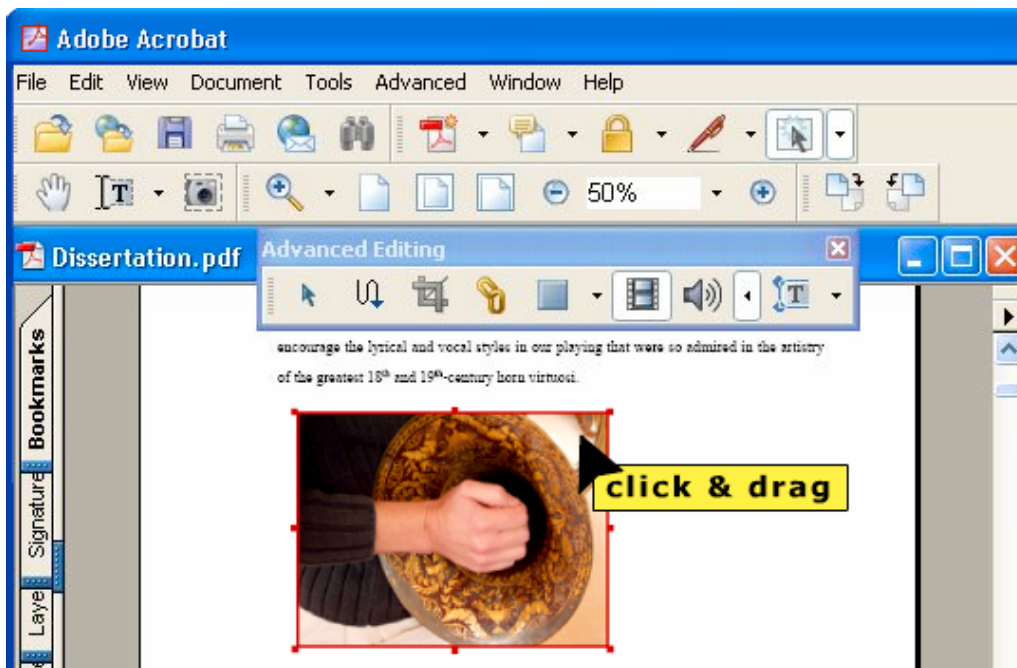 Adobe Acrobat
File Edit View Document Tools Advanced Window Help
T
50%
Dissertation.pdf
Advanced Editing
T
encourage the lyrical and vocal styles in our playing that were so admired in the artistry
of the greatest 18th and 19th-century horn virtuosi.
click & drag
Bookmarks
Signature
Laye